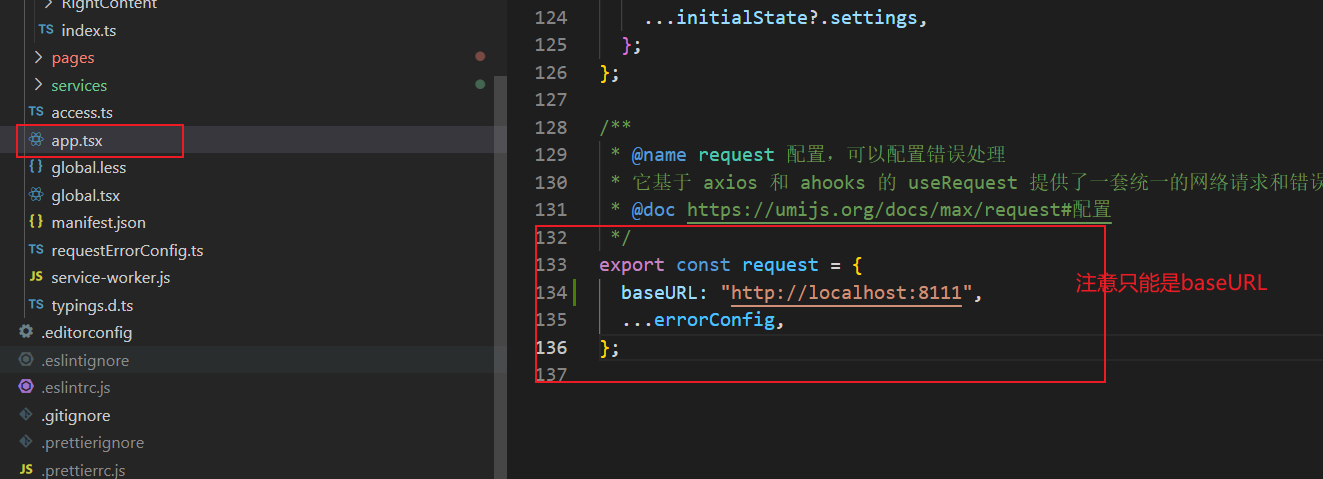 RightContent
TS index.ts
pages
services
TS access.ts
app.tsx
{} global.less
global.tsx
{} manifest.json
TS requestErrorConfig.ts
JS service-worker.js
TS typings.d.ts
.editorconfig
.eslintignore
.eslintrc.js
.gitignore
.prettierignore
JS .prettierrc.js
124 ...initialState?.settings,
125 };
126 };
127
128 /**
129 * @name request 配置，可以配置错误处理
130 * 它基于 axios 和 ahooks 的 useRequest 提供了一套统一的网络请求和错误
131 * @doc https://umijs.org/docs/max/request#配置
132 */
133 export const request = {
134 baseURL: "http://localhost:8111",
135 ...errorConfig,
136 };
137
注意只能是baseURL